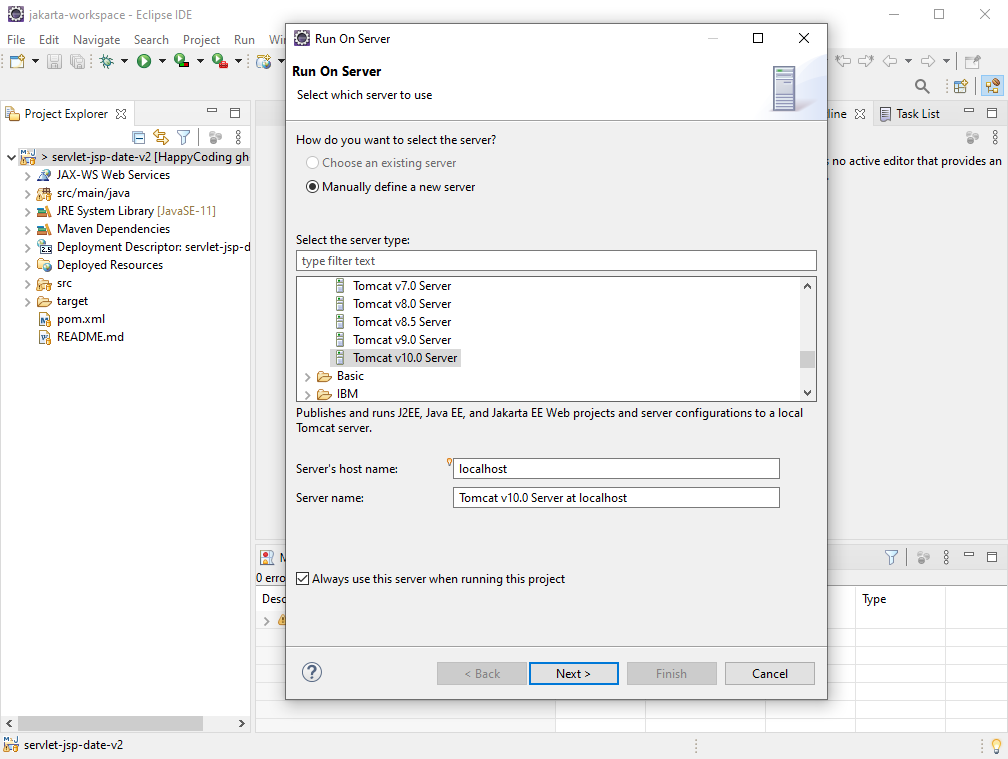 jakarta-workspace - Eclipse IDE
File Edit Navigate Search Project Run
Project Explorer
> servlet-jsp-date-v2 [HappyCoding gh
JAX-WS Web Services
src/main/java
JRE System Library [JavaSE-11]
Maven Dependencies
Deployment Descriptor: servlet-jsp-d
Deployed Resources
src
target
pom.xml
README.md
Run On Server
Run On Server
Select which server to use
How do you want to select the server?
Choose an existing server
Manually define a new server
Select the server type:
type filter text
Tomcat v7.0 Server
Tomcat v8.0 Server
Tomcat v8.5 Server
Tomcat v9.0 Server
Tomcat v10.0 Server
Basic
IBM
Publishes and runs J2EE, Java EE, and Jakarta EE Web projects and server configurations to a local
Tomcat server.
Server's host name: localhost
Server name: Tomcat v10.0 Server at localhost
Always use this server when running this project
? < Back Next > Finish Cancel
Task List
no active editor that provides an
0 erro
Desc
Type
servlet-jsp-date-v2